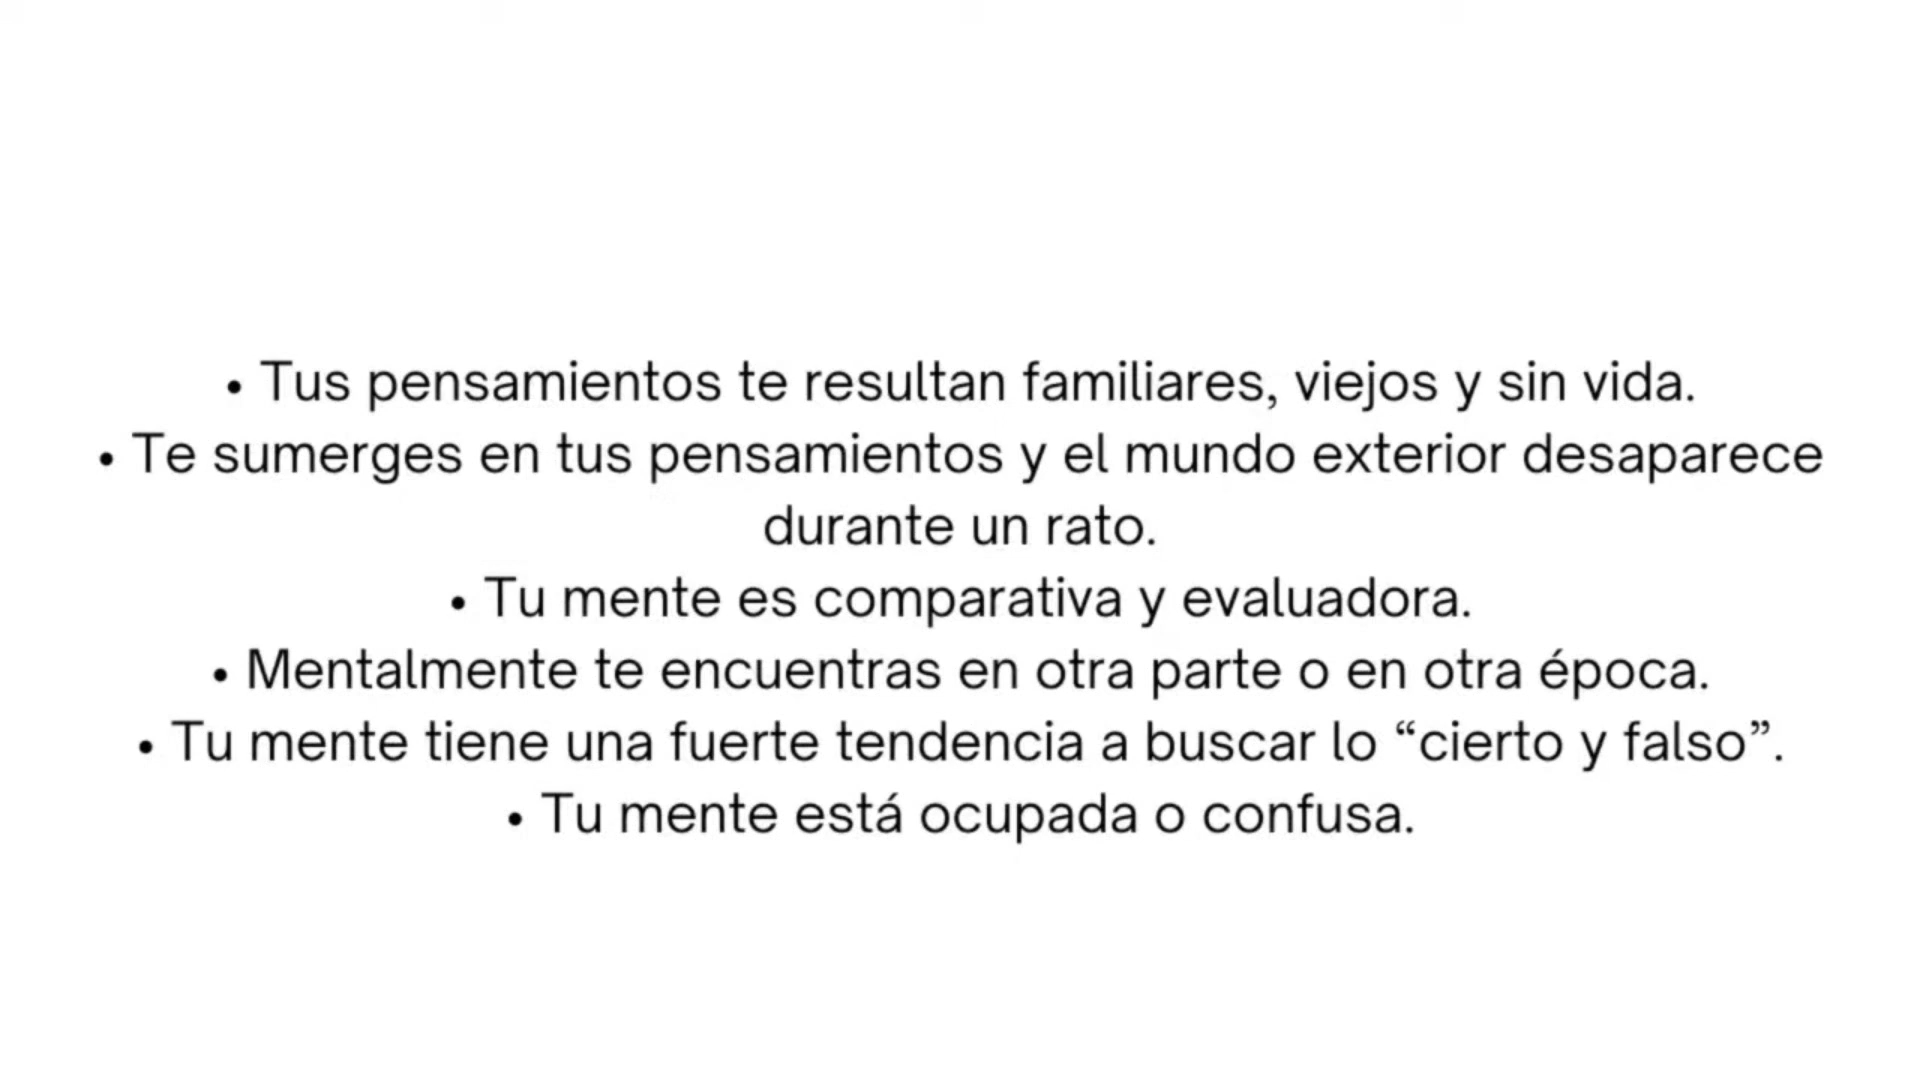 • Tus pensamientos te resultan familiares, viejos y sin vida.
• Te sumerges en tus pensamientos y el mundo exterior desaparece
durante un rato.
• Tu mente es comparativa y evaluadora.
• Mentalmente te encuentras en otra parte o en otra época.
• Tu mente tiene una fuerte tendencia a buscar lo “cierto y falso”.
• Tu mente está ocupada o confusa.